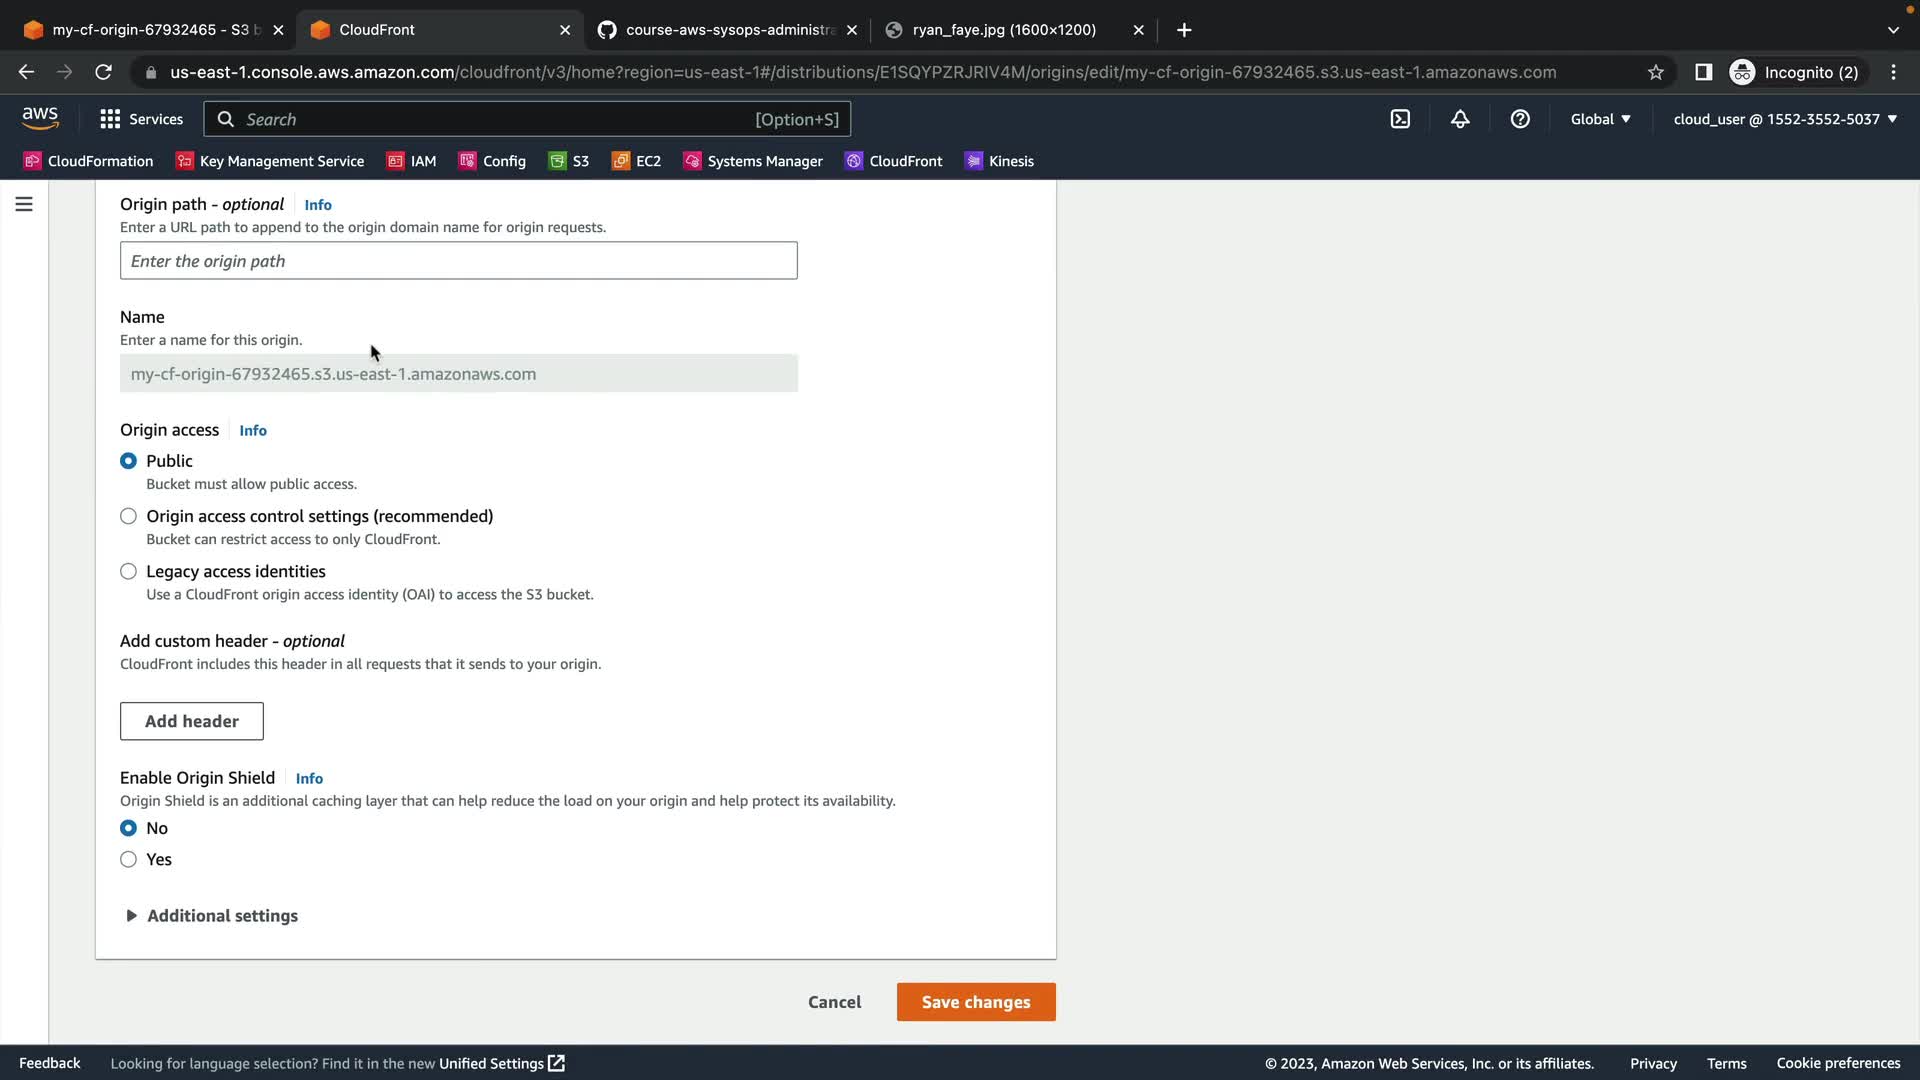 my-cf-origin-67932465 - S3 b
CloudFront
course-aws-sysops-administra
ryan_faye.jpg (1600×1200)
us-east-1.console.aws.amazon.com/cloudfront/v3/home?region=us-east-1#/distributions/E1SQYPZRJRIV4M/origins/edit/my-cf-origin-67932465.s3.us-east-1.amazonaws.com
Incognito (2)
aws
Services
Search
[Option+S]
Global
cloud_user @ 1552-3552-5037
CloudFormation
Key Management Service
IAM
Config
S3
EC2
Systems Manager
CloudFront
Kinesis
Origin path - optional
Info
Enter a URL path to append to the origin domain name for origin requests.
Enter the origin path
Name
Enter a name for this origin.
my-cf-origin-67932465.s3.us-east-1.amazonaws.com
Origin access
Info
Public
Bucket must allow public access.
Origin access control settings (recommended)
Bucket can restrict access to only CloudFront.
Legacy access identities
Use a CloudFront origin access identity (OAI) to access the S3 bucket.
Add custom header - optional
CloudFront includes this header in all requests that it sends to your origin.
Add header
Enable Origin Shield
Info
Origin Shield is an additional caching layer that can help reduce the load on your origin and help protect its availability.
No
Yes
Additional settings
Cancel
Save changes
Feedback
Looking for language selection? Find it in the new Unified Settings
© 2023, Amazon Web Services, Inc. or its affiliates.
Privacy
Terms
Cookie preferences